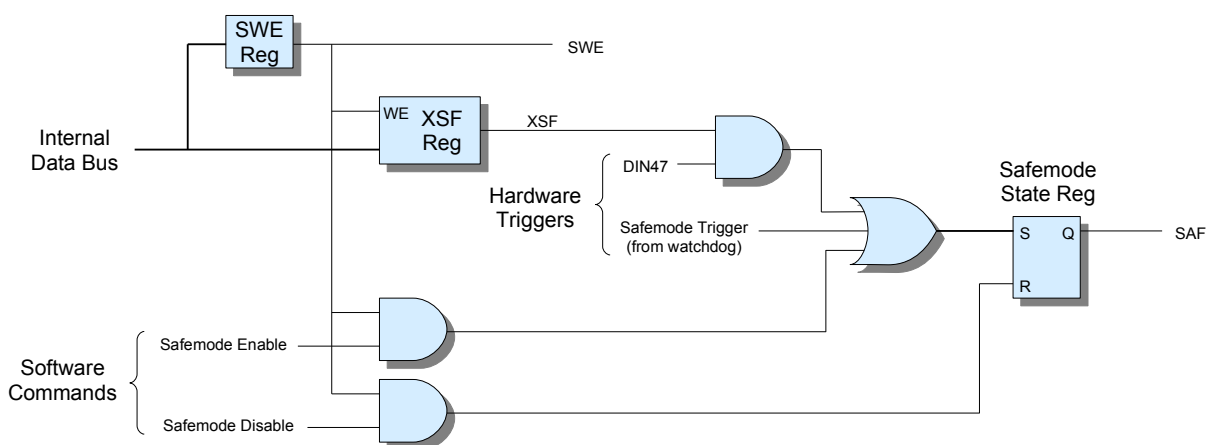 SWE
Reg
SWE
WE
XSF
Reg
XSF
Internal
Data Bus
DIN47
Hardware
Triggers
Safemode Trigger
(from watchdog)
Safemode
State Reg
S
Q
R
SAF
Safemode Enable
Software
Commands
Safemode Disable